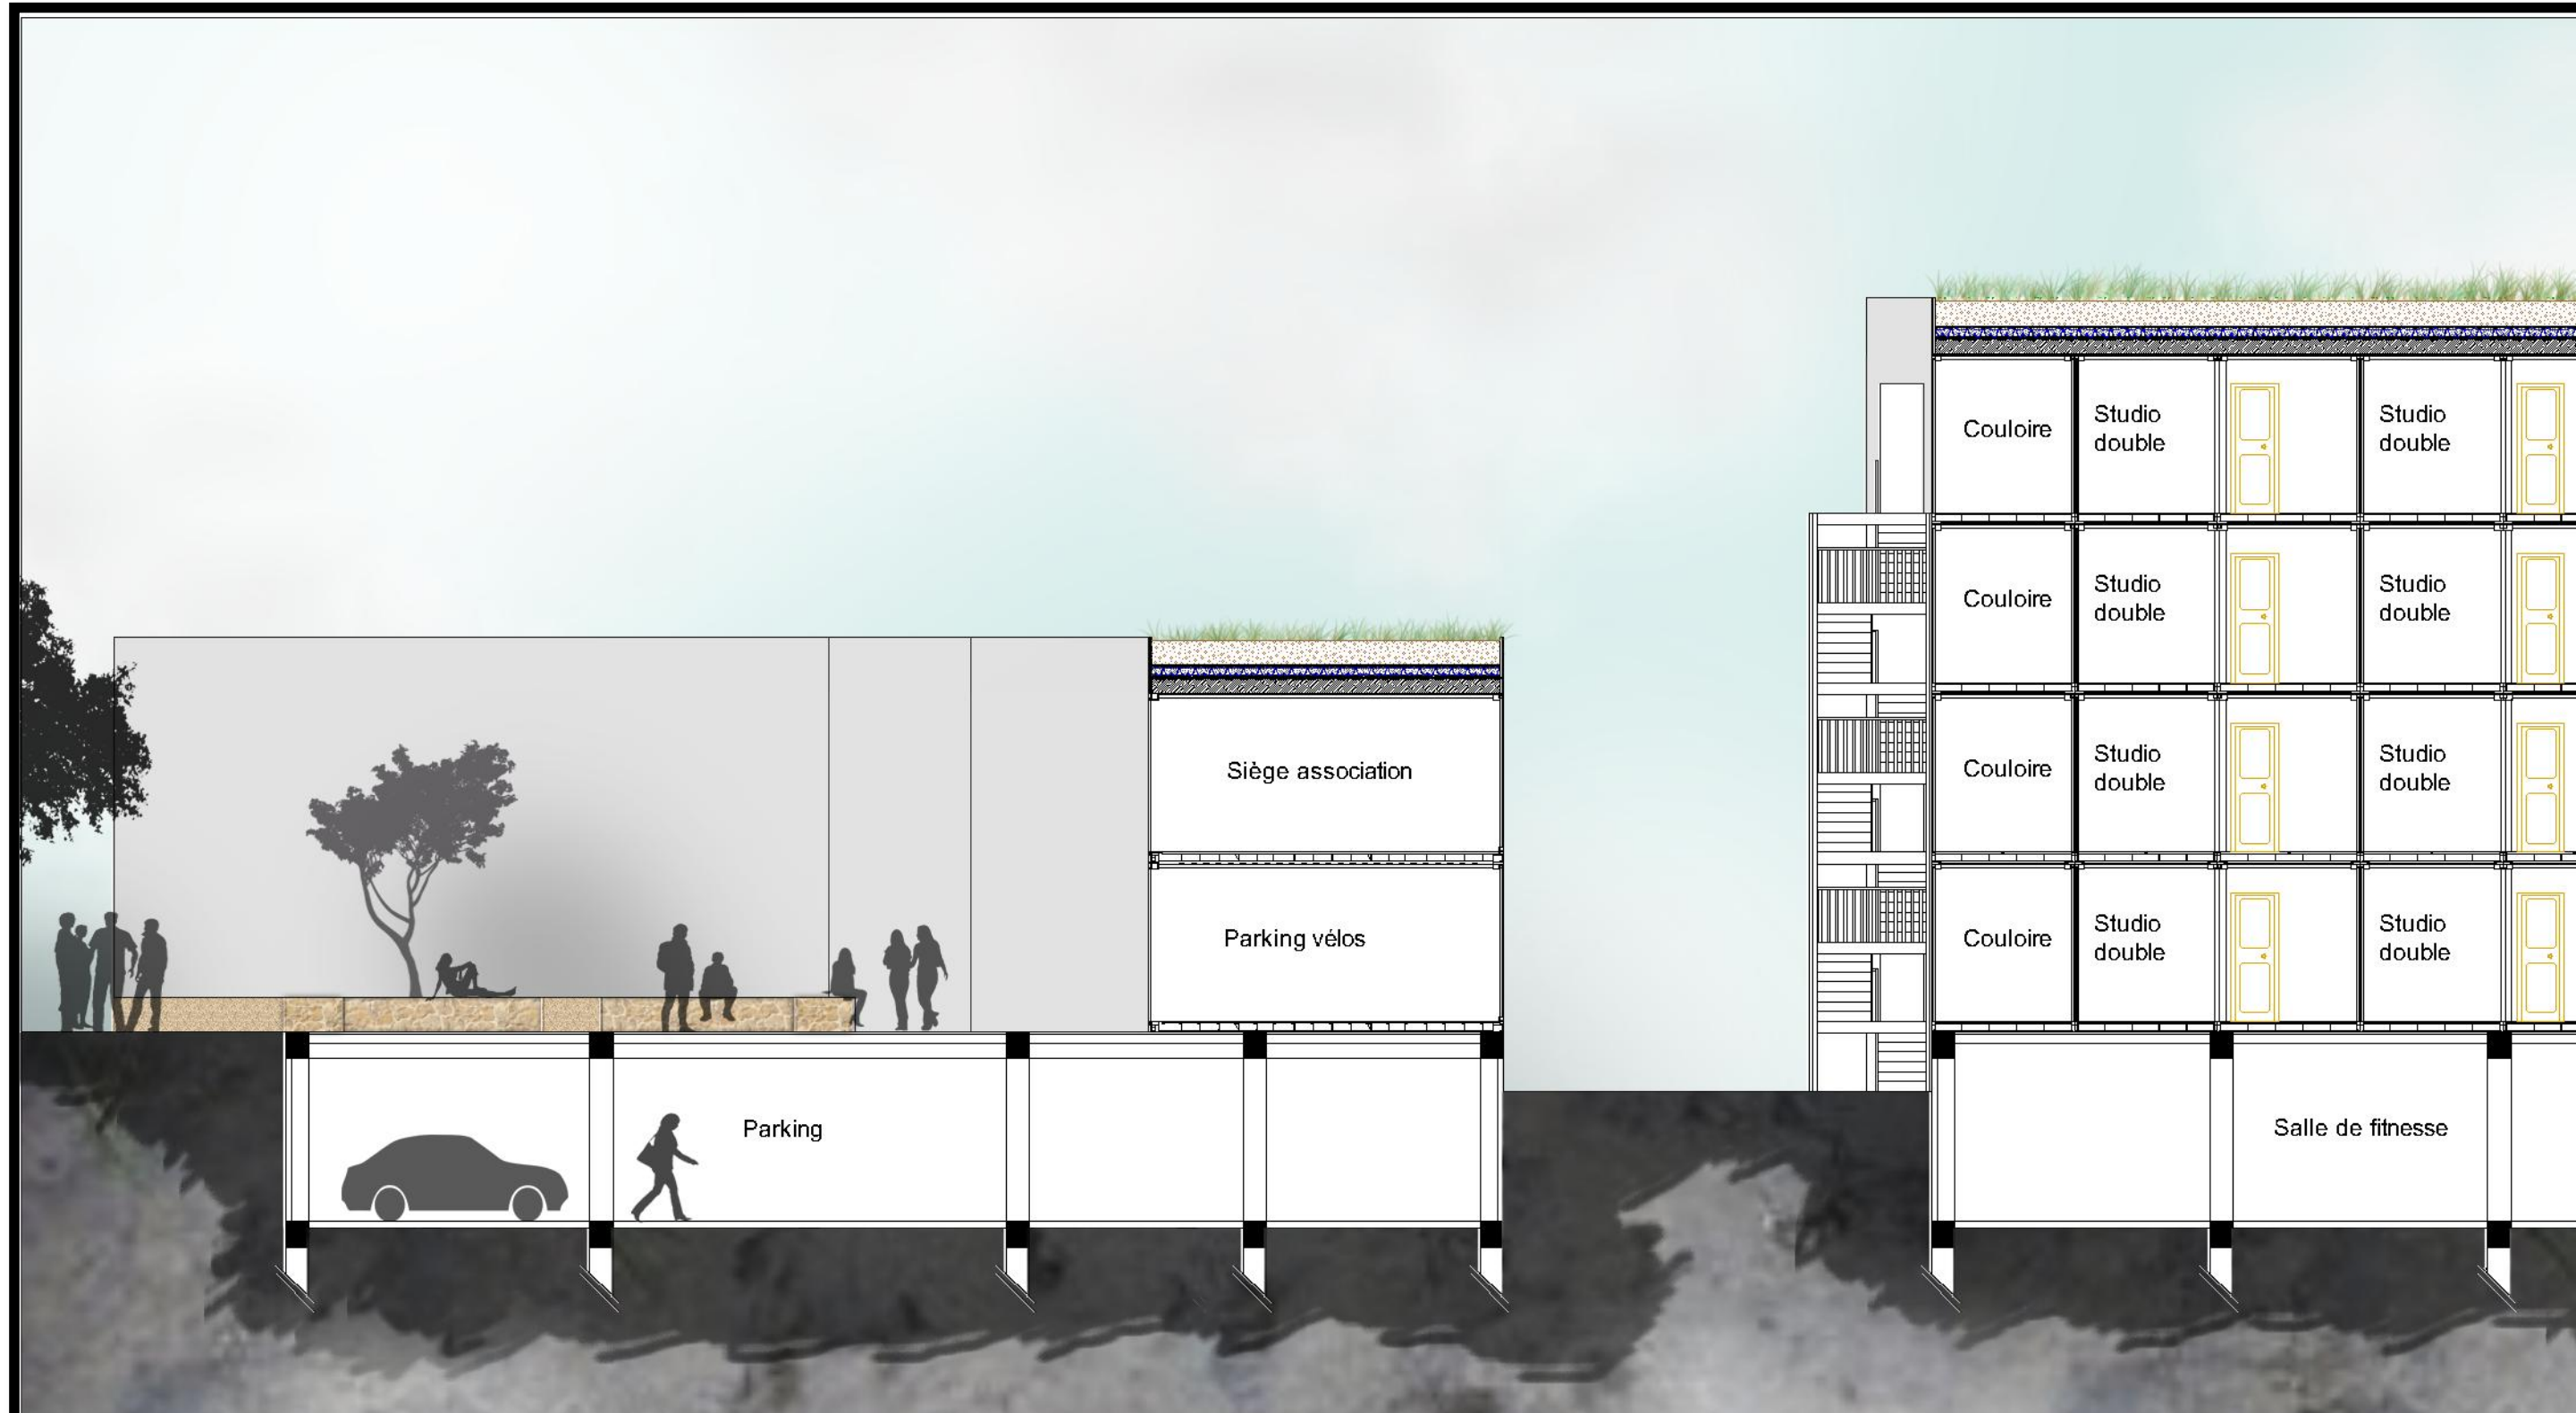 Couloire
Studio
double
Studio
double
Couloire
Studio
double
Studio
double
Siège association
Couloire
Studio
double
Studio
double
Parking vélos
Couloire
Studio
double
Studio
double
Parking
Salle de fitnesse